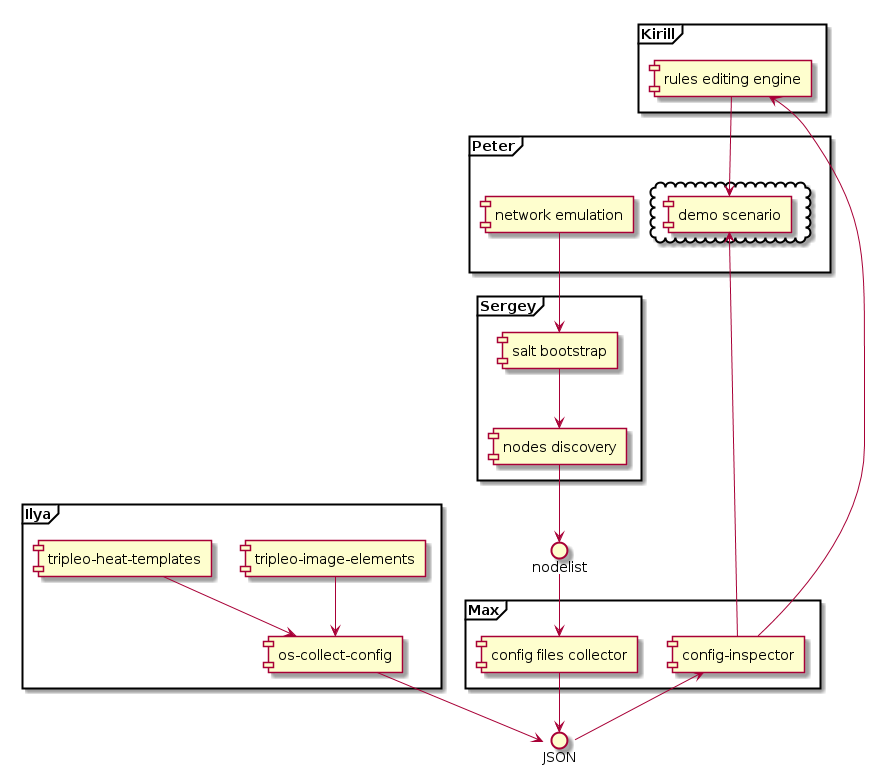 Kirill
rules editing engine
Peter
network emulation
demo scenario
Sergey
salt bootstrap
nodes discovery
Ilya
tripleo-heat-templates
tripleo-image-elements
nodelist
Max
os-collect-config
config files collector
config-inspector
JSON